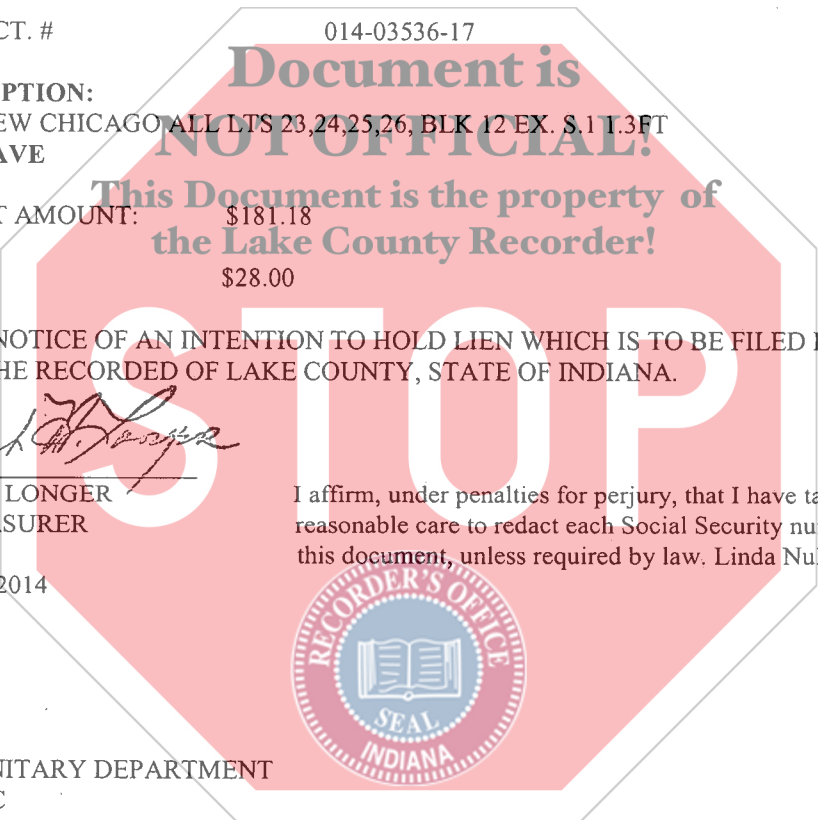 CT. # 014-03536-17
Document is
PTION:
EW CHICAGO ALL LTS 23,24,25,26, BLK 12 EX. S.1 1.3FT
NOT OFFICIAL!
AVE
This Document is the property of
T AMOUNT: $181.18
the Lake County Recorder!
$28.00
STOP
NOTICE OF AN INTENTION TO HOLD LIEN WHICH IS TO BE FILED
HE RECORDED OF LAKE COUNTY, STATE OF INDIANA.
LONGER
SURER
I affirm, under penalties for perjury, that I have ta
reasonable care to redact each Social Security nu
this document, unless required by law. Linda Nu
2014
RECORDER'S OFFICE
SEAL
INDIANA
NITARY DEPARTMENT
C